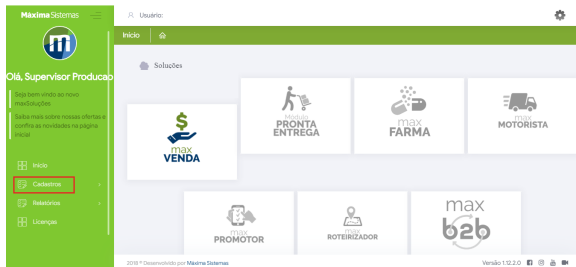 Máxima Sistemas
Olá, Supervisor Producao
Seja bem vindo ao novo
maxSoluções
Saiba mais sobre nossas ofertas e
confira as novidades na página
inicial
Início
Cadastros
Relatórios
Licenças
Usuário:
Início
Soluções
max
VENDA
Módulo
PRONTA
ENTREGA
max
FARMA
max
MOTORISTA
max
PROMOTOR
max
ROTEIRIZADOR
max
b2b
2018 © Desenvolvido por Máxima Sistemas
Versão 1.12.2.0